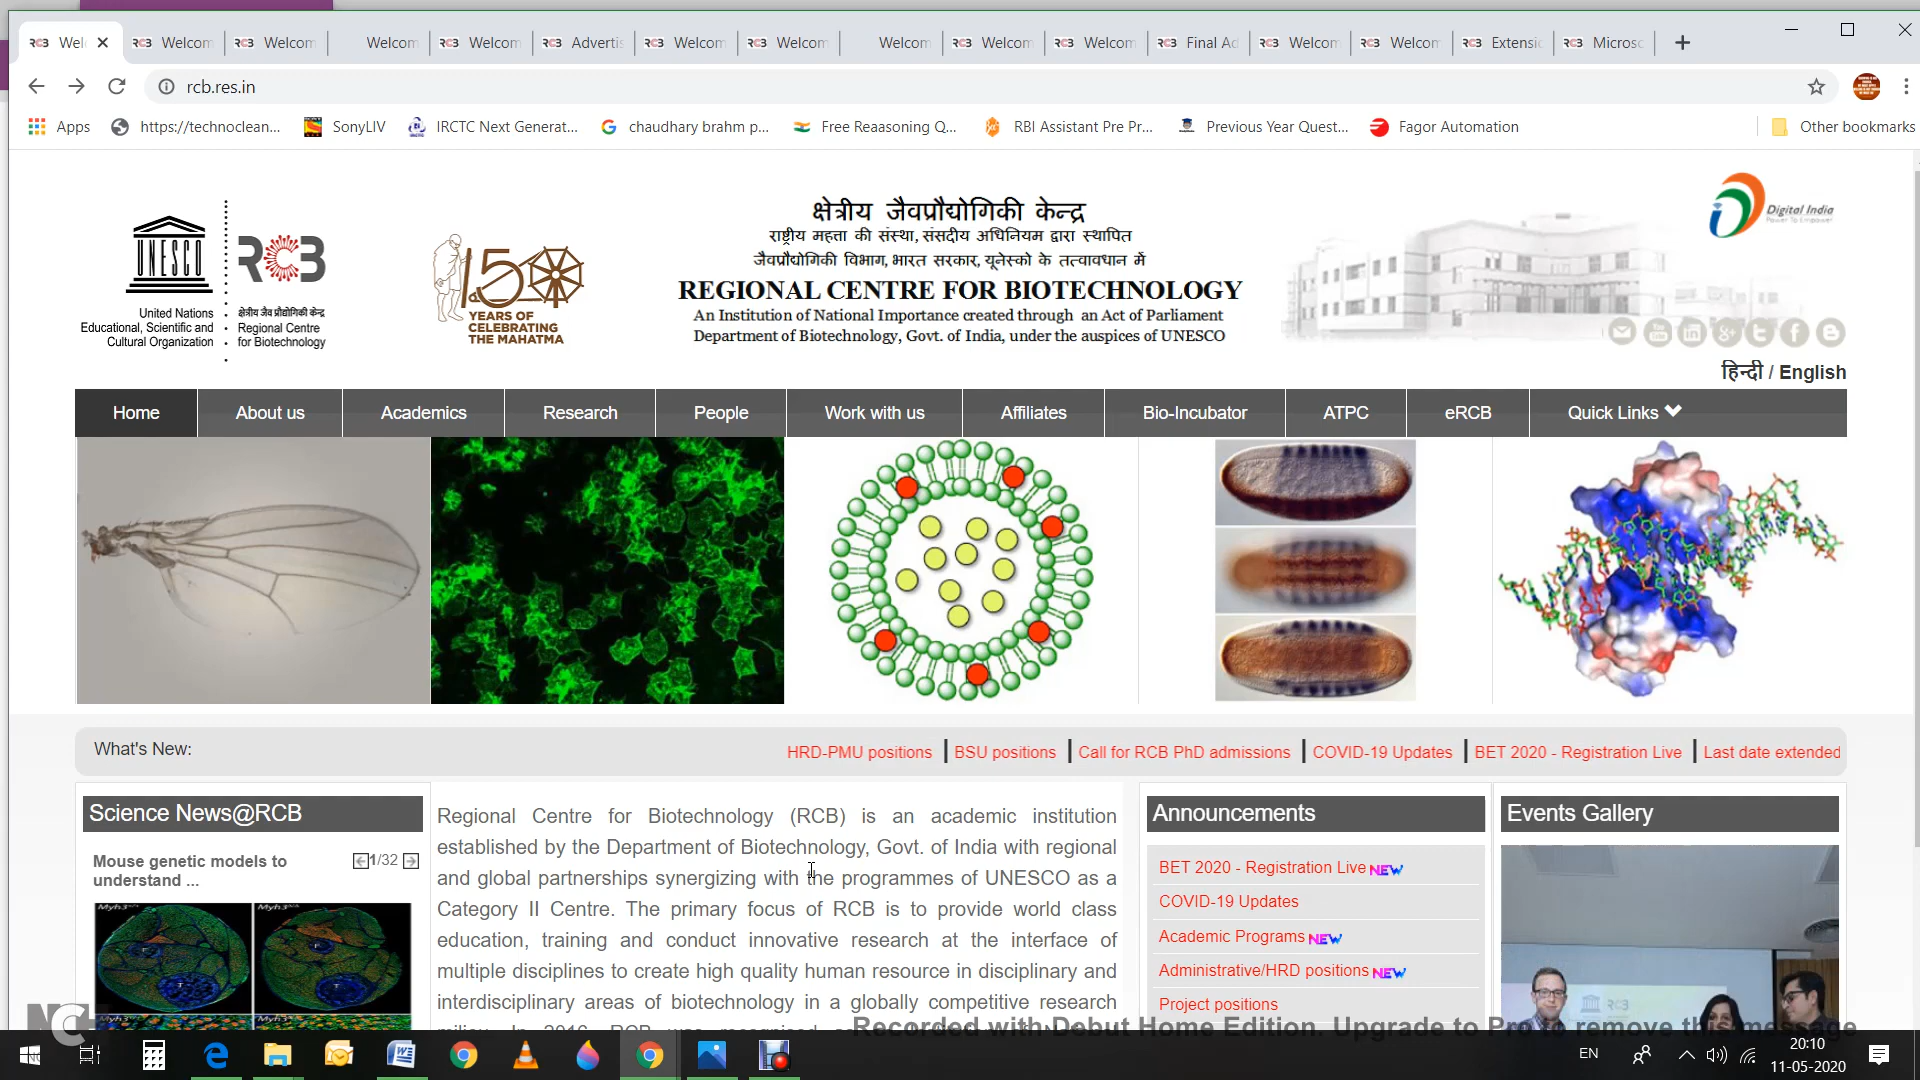 Wel
Welcom
Welcom
Welcom
Welcom
Advertis
Welcom
Welcom
Welcom
Welcom
Welcom
Final Ad
Welcom
Welcom
Extensi
Microsc
rcb.res.in
Apps
https://technoclean...
SonyLIV
IRCTC Next Generat...
chaudhary brahm p...
Free Reaasoning Q...
RBI Assistant Pre Pr...
Previous Year Quest...
Fagor Automation
Other bookmarks
UNESCO
United Nations
Educational, Scientific and
Cultural Organization
RCB
क्षेत्रीय जैव प्रौद्योगिकी केन्द्र
Regional Centre
for Biotechnology
150
YEARS OF
CELEBRATING
THE MAHATMA
क्षेत्रीय जैवप्रौद्योगिकी केन्द्र
राष्ट्रीय महत्ता की संस्था, संसदीय अधिनियम द्वारा स्थापित
जैवप्रौद्योगिकी विभाग, भारत सरकार, यूनेस्को के तत्वावधान में
REGIONAL CENTRE FOR BIOTECHNOLOGY
An Institution of National Importance created through an Act of Parliament
Department of Biotechnology, Govt. of India, under the auspices of UNESCO
Digital India
Power To Empower
हिन्दी / English
Home
About us
Academics
Research
People
Work with us
Affiliates
Bio-Incubator
ATPC
eRCB
Quick Links
What's New:
HRD-PMU positions | BSU positions | Call for RCB PhD admissions | COVID-19 Updates | BET 2020 - Registration Live | Last date extended
Science News@RCB
Mouse genetic models to
understand ...
1/32
Regional Centre for Biotechnology (RCB) is an academic institution
established by the Department of Biotechnology, Govt. of India with regional
and global partnerships synergizing with the programmes of UNESCO as a
Category II Centre. The primary focus of RCB is to provide world class
education, training and conduct innovative research at the interface of
multiple disciplines to create high quality human resource in disciplinary and
interdisciplinary areas of biotechnology in a globally competitive research
Announcements
BET 2020 - Registration Live NEW
COVID-19 Updates
Academic Programs NEW
Administrative/HRD positions NEW
Project positions
Events Gallery
Recorded with Debut Home Edition. Upgrade to Pro to remove this message
EN
20:10
11-05-2020